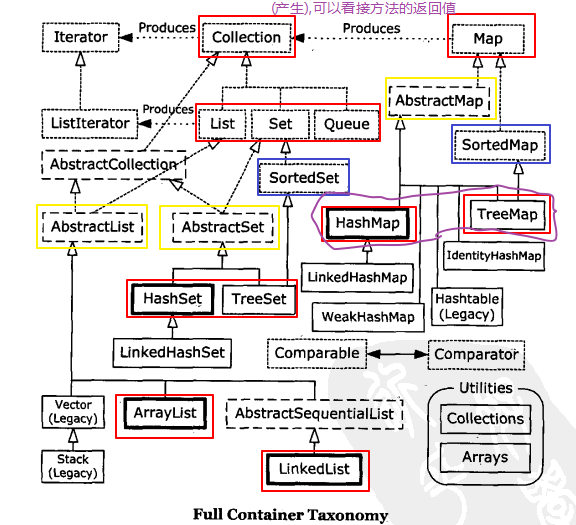 (产生),可以看接方法的返回值
Iterator
Produces
Collection
Produces
Map
AbstractMap
ListIterator
Produces
List
Set
Queue
SortedMap
AbstractCollection
SortedSet
AbstractList
AbstractSet
HashMap
TreeMap
IdentityHashMap
LinkedHashMap
HashSet
TreeSet
Hashtable
(Legacy)
WeakHashMap
LinkedHashSet
Comparable
Comparator
Utilities
Collections
Arrays
Vector
(Legacy)
ArrayList
AbstractSequentialList
Stack
(Legacy)
LinkedList
Full Container Taxonomy